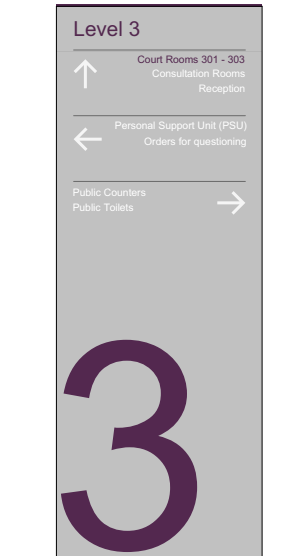 Level 3
Court Rooms 301 - 303
Consultation Rooms
Reception
Personal Support Unit (PSU)
Orders for questioning
Public Counters
Public Toilets
3